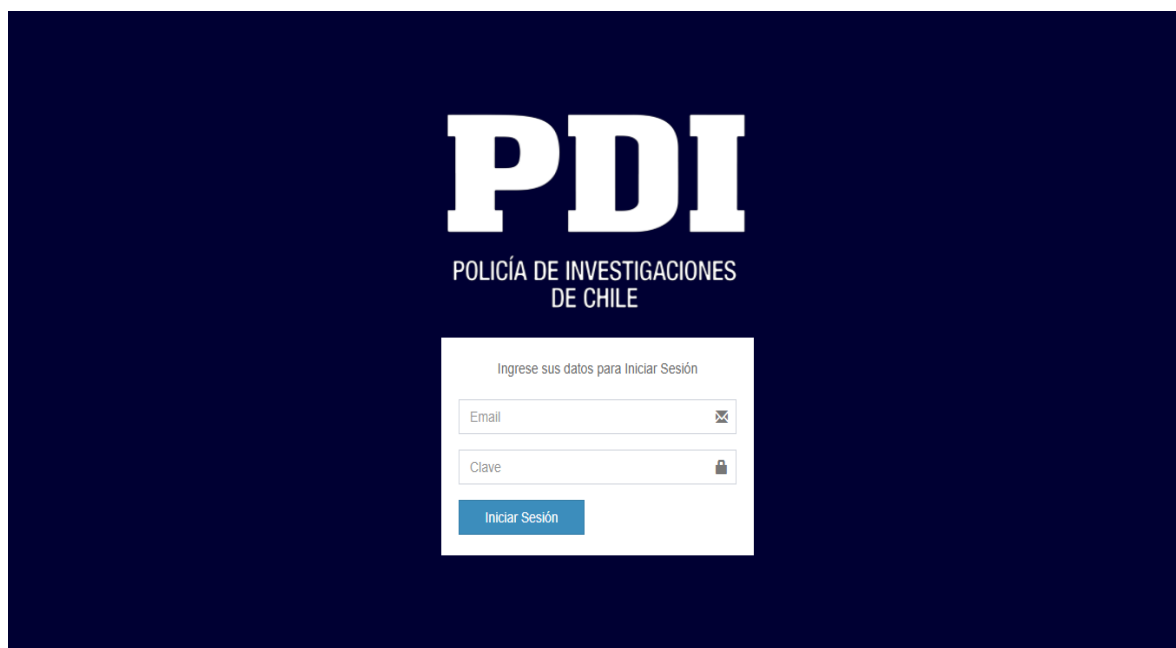 PDI
POLICÍA DE INVESTIGACIONES
DE CHILE
Ingrese sus datos para Iniciar Sesión
Email
Clave
Iniciar Sesión